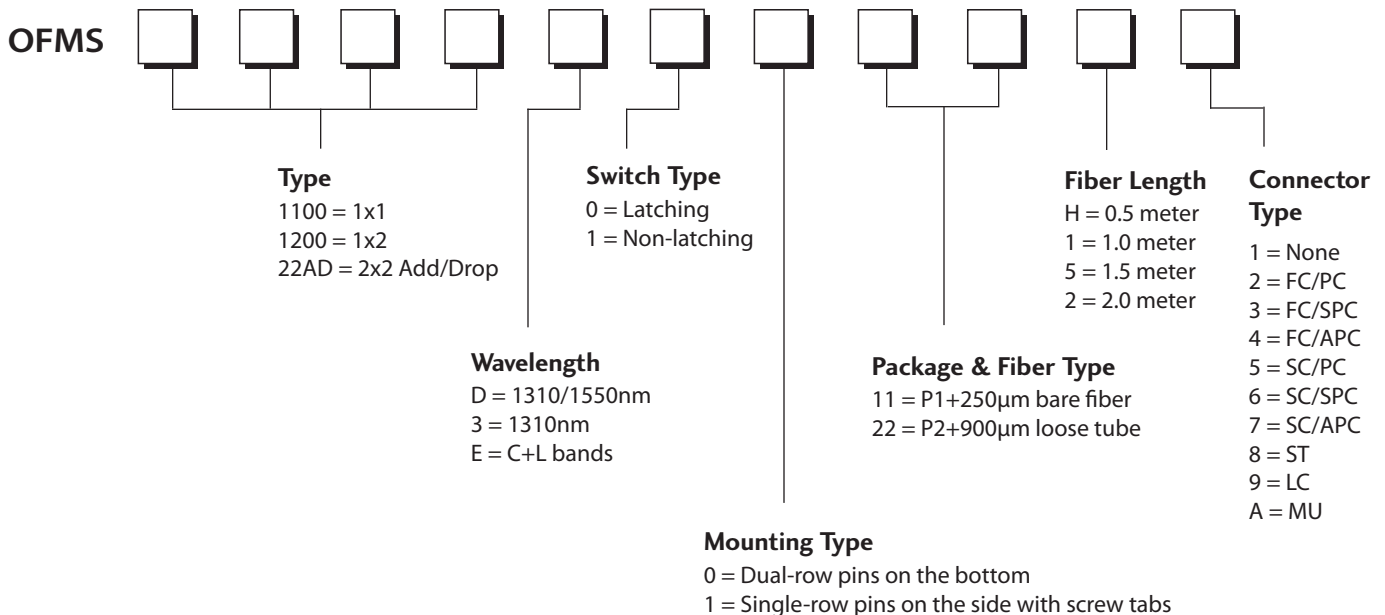 OFMS
Type
1100 = 1x1
1200 = 1x2
22AD = 2x2 Add/Drop
Wavelength
D = 1310/1550nm
3 = 1310nm
E = C+L bands
Switch Type
0 = Latching
1 = Non-latching
Mounting Type
0 = Dual-row pins on the bottom
1 = Single-row pins on the side with screw tabs
Package & Fiber Type
11 = P1+250µm bare fiber
22 = P2+900µm loose tube
Fiber Length
H = 0.5 meter
1 = 1.0 meter
5 = 1.5 meter
2 = 2.0 meter
Connector
Type
1 = None
2 = FC/PC
3 = FC/SPC
4 = FC/APC
5 = SC/PC
6 = SC/SPC
7 = SC/APC
8 = ST
9 = LC
A = MU